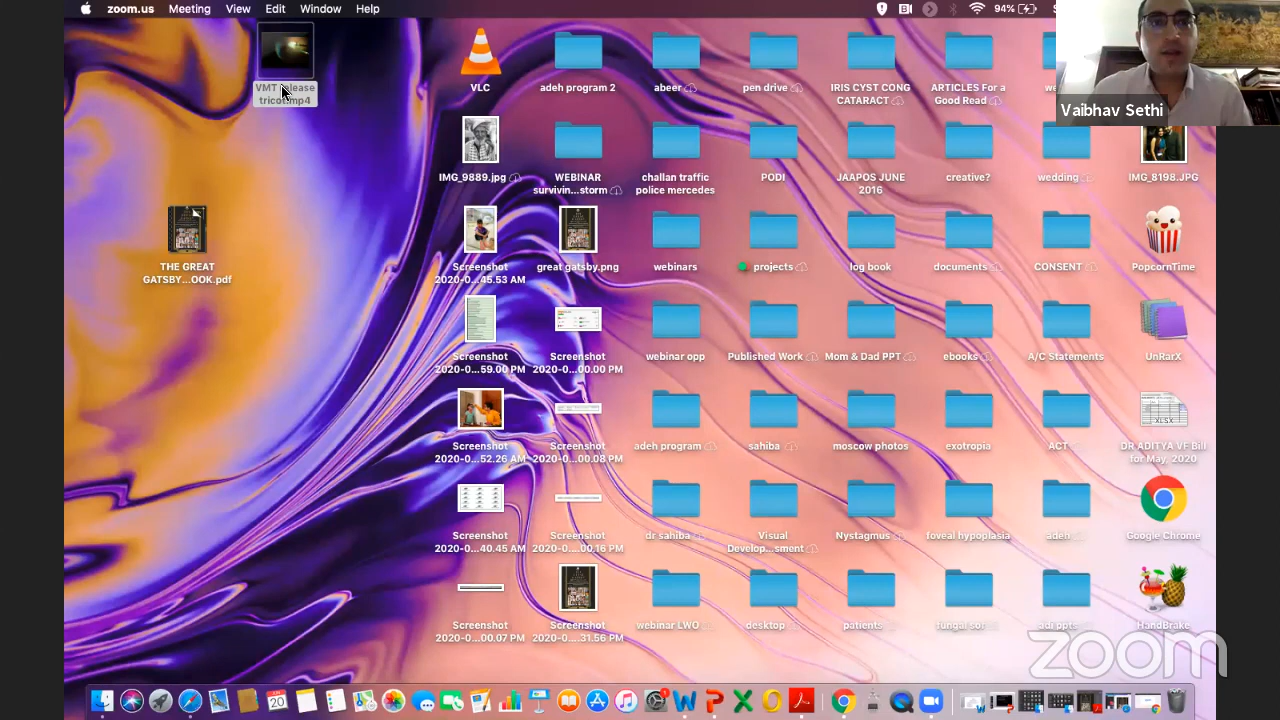 zoom.us Meeting View Edit Window Help
94%
Vaibhav Sethi
VMT release
tricot.mp4
VLC
adeh program 2
abeer
pen drive
IRIS CYST CONG
CATARACT
ARTICLES For a
Good Read
IMG_9889.jpg
WEBINAR
survivin...storm
challan traffic
police mercedes
PODI
JAAPOS JUNE
2016
creative?
wedding
IMG_8198.JPG
THE GREAT
GATSBY...OOK.pdf
Screenshot
2020-0...45.53 AM
great gatsby.png
webinars
projects
log book
documents
CONSENT
PopcornTime
Screenshot
2020-0...59.00 PM
Screenshot
2020-0...00.00 PM
webinar opp
Published Work
Mom & Dad PPT
ebooks
A/C Statements
UnRarX
Screenshot
2020-0...52.26 AM
Screenshot
2020-0...00.08 PM
adeh program
sahiba
moscow photos
exotropia
ACT
XLSX
DR ADITYA VF Bill
for May, 2020
Screenshot
2020-0...40.45 AM
Screenshot
2020-0...00.16 PM
dr sahiba
Visual
Develop...sment
Nystagmus
foveal hypoplasia
adeh
Google Chrome
Screenshot
2020-0...00.07 PM
Screenshot
2020-0....31.56 PM
webinar LWO
desktop
patients
fungal scr
adi ppts
HandBrake
zoom
20